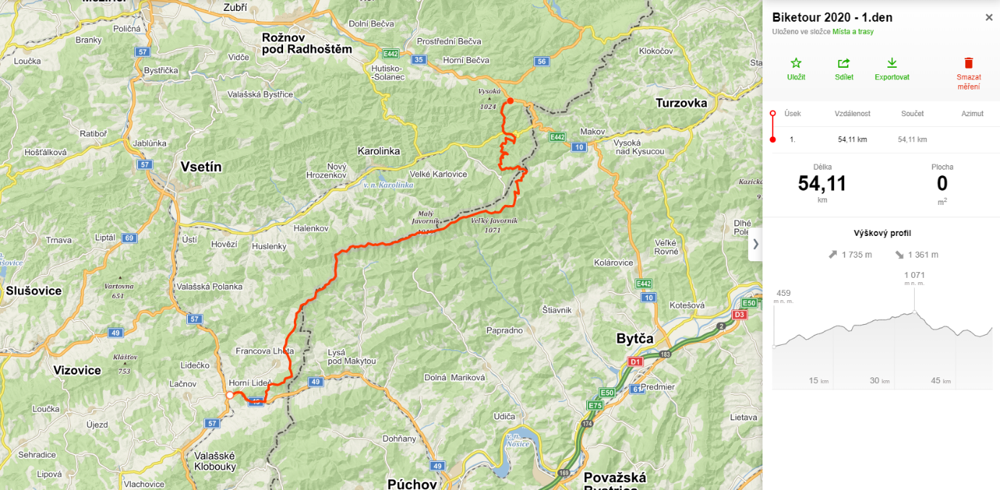 Zubří
Dolní Bečva
Poličná
Rožnov
pod Radhoštěm
Prostřední Bečva
Branky
57
E442
35
Horní Bečva
56
Klokočov
Loučka
Vidče
Bystřička
Hutisko-
-Solanec
Valašská Bystřice
Vysoká
1024
Turzovka
Ratiboř
Jablůnka
Hošťálková
Karolinka
E442
Makov
10
Vysoká
nad Kysucou
57
Vsetín
Nový
Hrozenkov
Velké Karlovice
v. n. Karolinka
Malý
Javorník
Veľký Javorník
1071
Halenkov
Trnava
Liptál
69
Ústí
Hovězí
Huslenky
Veľké
Rovné
Kolárovice
Vartovna
651
Valašská Polanka
Slušovice
E442
10
Kotešová
E50
D3
Štiavnik
57
2
49
Papradno
Bytča
Klášťov
753
Francova Lhota
Lysá
pod Makytou
183
D1
Vizovice
Lidečko
Lačnov
Horní Lideč
49
Dolná Mariková
E50
61
Predmier
E75
Loučka
Újezd
57
Udiča
174
Lietava
v. n.
Nosice
Dohňany
Sehradice
Valašské
Klobouky
49
Lipová
169
Považská
Vlachovice
Púchov
Biketour 2020 - 1.den
Uloženo ve složce Místa a trasy
Uložit
Sdílet
Exportovat
Smazat
měření
Úsek
Vzdálenost
Součet
Azimut
1.
54,11 km
54,11 km
Délka
Plocha
54,11
0
km
m2
Výškový profil
1 735 m
1 361 m
1 071
m n. m.
459
m n. m.
15 km
30 km
45 km